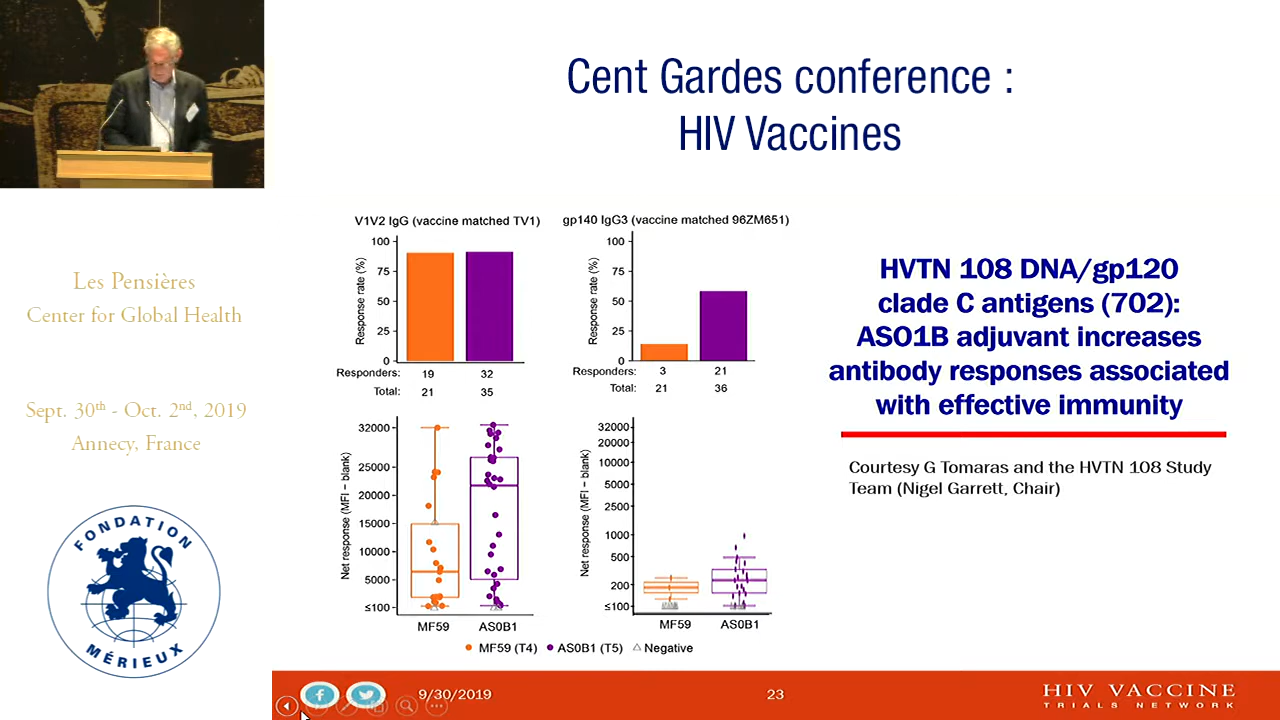 Cent Gardes conference :
HIV Vaccines
Les Pensières
Center for Global Health
Sept. 30th - Oct. 2nd, 2019
Annecy, France
FONDATION
MÉRIEUX
V1V2 IgG (vaccine matched TV1)
Response rate (%)
100
75
50
25
0
Responders: 19 32
Total: 21 35
gp140 IgG3 (vaccine matched 96ZM651)
Response rate (%)
100
75
50
25
0
Responders: 3 21
Total: 21 36
Net response (MFI – blank)
32000
25000
20000
15000
10000
5000
≤100
MF59 AS0B1
Net response (MFI – blank)
32000
20000
10000
5000
2500
1000
500
200
≤100
MF59 AS0B1
MF59 (T4) AS0B1 (T5) Negative
HVTN 108 DNA/gp120
clade C antigens (702):
ASO1B adjuvant increases
antibody responses associated
with effective immunity
Courtesy G Tomaras and the HVTN 108 Study
Team (Nigel Garrett, Chair)
9/30/2019
23
HIV VACCINE
TRIALS NETWORK